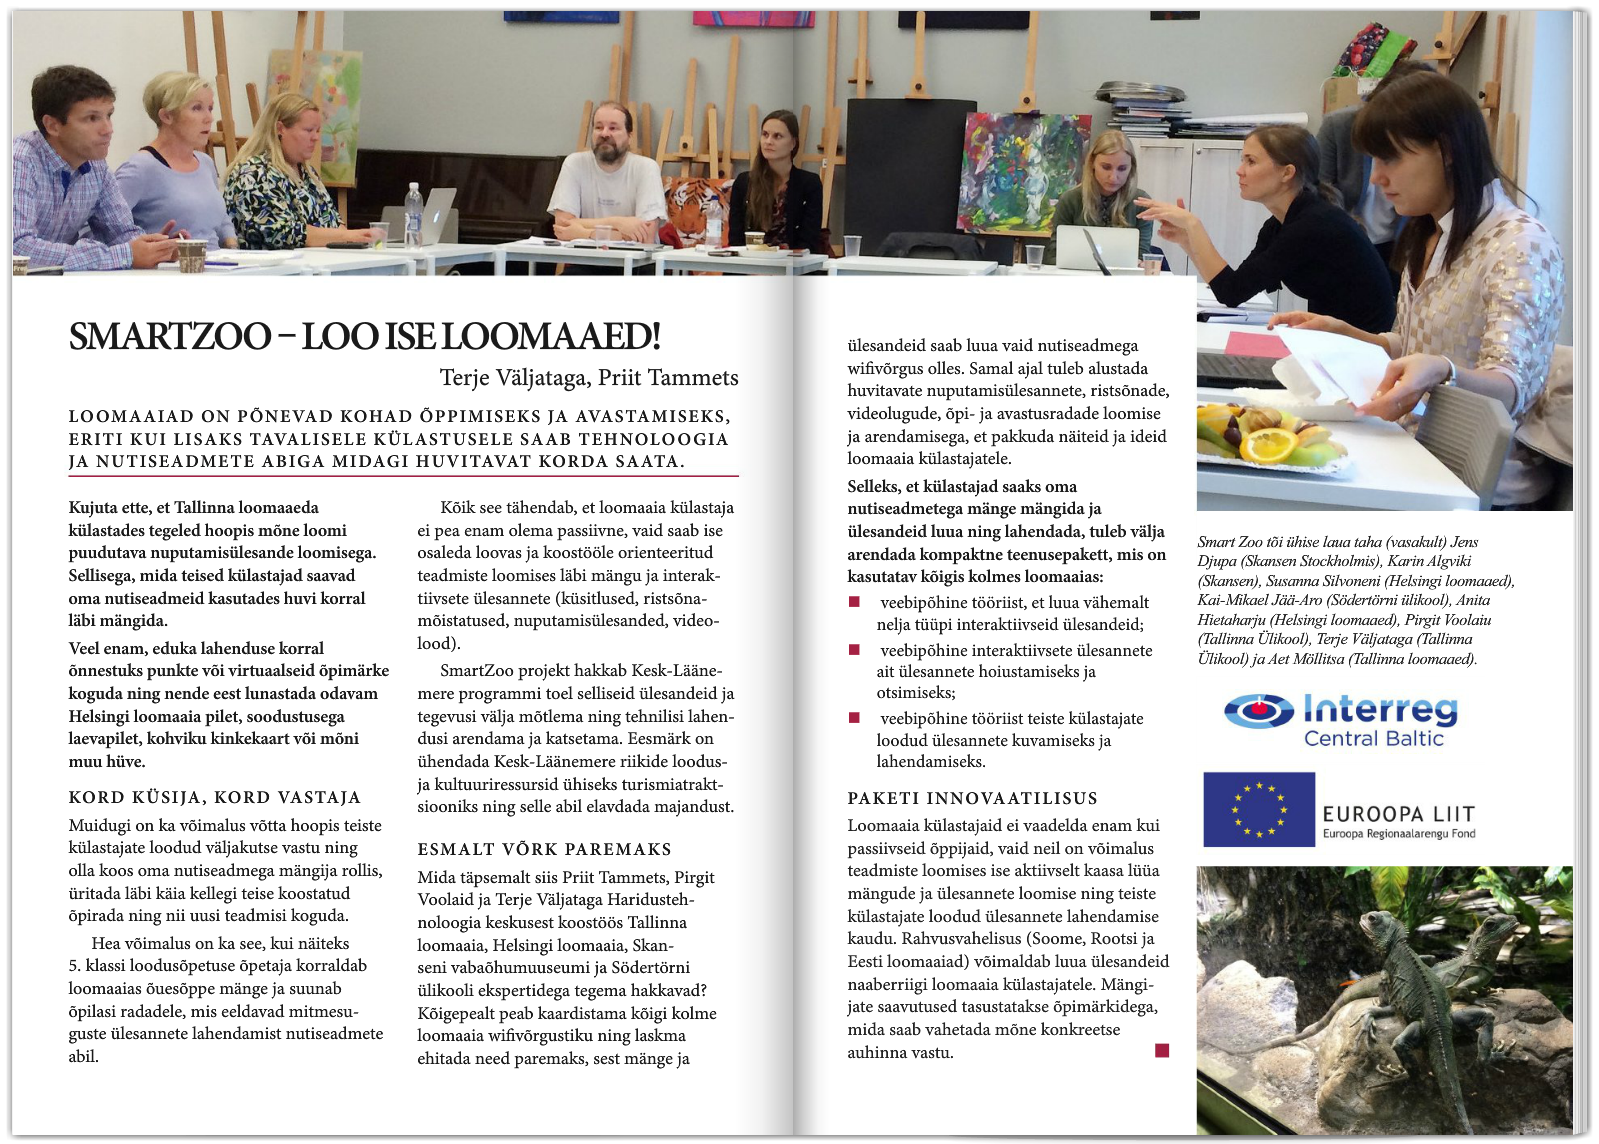 SMARTZOO – LOO ISE LOOMAAED!
Terje Väljataga, Priit Tammets
LOOMAAIAD ON PÕNEVAD KOHAD ÕPPIMISEKS JA AVASTAMISEKS,
ERITI KUI LISAKS TAVALISELE KÜLASTUSELE SAAB TEHNOLOOGIA
JA NUTISEADMETE ABIGA MIDAGI HUVITAVAT KORDA SAATA.
Kujuta ette, et Tallinna loomaaeda
külastades tegeled hoopis mõne loomi
puudutava nuputamisülesande loomisega.
Sellisega, mida teised külastajad saavad
oma nutiseadmeid kasutades huvi korral
läbi mängida.
Veel enam, eduka lahenduse korral
õnnestuks punkte või virtuaalseid õpimärke
koguda ning nende eest lunastada odavam
Helsingi loomaaia pilet, soodustusega
laevapilet, kohviku kinkekaart või mõni
muu hüve.
KORD KÜSIJA, KORD VASTAJA
Muidugi on ka võimalus võtta hoopis teiste
külastajate loodud väljakutse vastu ning
olla koos oma nutiseadmega mängija rollis,
üritada läbi käia kellegi teise koostatud
õpirada ning nii uusi teadmisi koguda.
Hea võimalus on ka see, kui näiteks
5. klassi loodusõpetuse õpetaja korraldab
loomaaias õuesõppe mänge ja suunab
õpilasi radadele, mis eeldavad mitmesu-
guste ülesannete lahendamist nutiseadmete
abil.
Kõik see tähendab, et loomaaia külastaja
ei pea enam olema passiivne, vaid saab ise
osaleda loovas ja koostööle orienteeritud
teadmiste loomises läbi mängu ja interak-
tiivsete ülesannete (küsitlused, ristsõna-
mõistatused, nuputamisülesanded, video-
lood).
SmartZoo projekt hakkab Kesk-Lääne-
mere programmi toel selliseid ülesandeid ja
tegevusi välja mõtlema ning tehnilisi lahen-
dusi arendama ja katsetama. Eesmärk on
ühendada Kesk-Läänemere riikide loodus-
ja kultuuriressursid ühiseks turismiatrakt-
siooniks ning selle abil elavdada majandust.
ESMALT VÕRK PAREMAKS
Mida täpsemalt siis Priit Tammets, Pirgit
Voolaid ja Terje Väljataga Haridusteh-
noloogia keskusest koostöös Tallinna
loomaaia, Helsingi loomaaia, Skan-
seni vabaõhumuuseumi ja Södertörni
ülikooli ekspertidega tegema hakkavad?
Kõigepealt peab kaardistama kõigi kolme
loomaaia wifivõrgustiku ning laskma
ehitada need paremaks, sest mänge ja
ülesandeid saab luua vaid nutiseadmega
wifivõrgus olles. Samal ajal tuleb alustada
huvitavate nuputamisülesannete, ristsõnade,
videolugude, õpi- ja avastusradade loomise
ja arendamisega, et pakkuda näiteid ja ideid
loomaaia külastajatele.
Selleks, et külastajad saaks oma
nutiseadmetega mänge mängida ja
ülesandeid luua ning lahendada, tuleb välja
arendada kompaktne teenusepakett, mis on
kasutatav kõigis kolmes loomaaias:
veebipõhine tööriist, et luua vähemalt
nelja tüüpi interaktiivseid ülesandeid;
veebipõhine interaktiivsete ülesannete
ait ülesannete hoiustamiseks ja
otsimiseks;
veebipõhine tööriist teiste külastajate
loodud ülesannete kuvamiseks ja
lahendamiseks.
PAKETI INNOVAATILISUS
Loomaaia külastajaid ei vaadelda enam kui
passiivseid õppijaid, vaid neil on võimalus
teadmiste loomises ise aktiivselt kaasa lüüa
mängude ja ülesannete loomise ning teiste
külastajate loodud ülesannete lahendamise
kaudu. Rahvusvahelisus (Soome, Rootsi ja
Eesti loomaaiad) võimaldab luua ülesandeid
naaberriigi loomaaia külastajatele. Mängi-
jate saavutused tasustatakse õpimärkidega,
mida saab vahetada mõne konkreetse
auhinna vastu.
Smart Zoo tõi ühise laua taha (vasakult) Jens
Djupa (Skansen Stockholmis), Karin Algviki
(Skansen), Susanna Silvoneni (Helsingi loomaaed),
Kai-Mikael Jää-Aro (Södertörni ülikool), Anita
Hietaharju (Helsingi loomaaed), Pirgit Voolaiu
(Tallinna Ülikool), Terje Väljataga (Tallinna
Ülikool) ja Aet Möllitsa (Tallinna loomaaed).
Interreg
Central Baltic
EUROOPA LIIT
Euroopa Regionaalarengu Fond